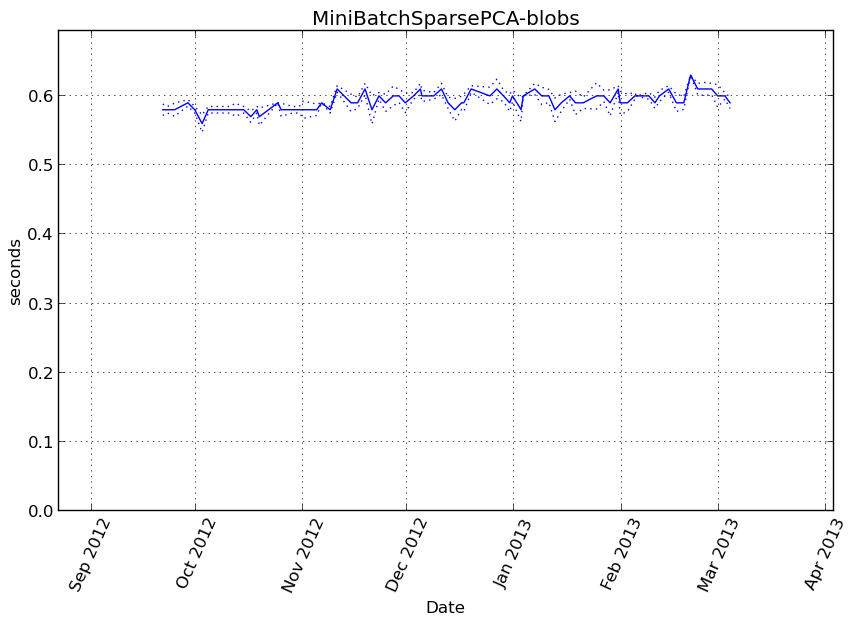 MiniBatchSparsePCA-blobs
0.6
0.5
0.4
0.3
0.2
0.1
0.0
seconds
Sep 2012
Oct 2012
Nov 2012
Dec 2012
Jan 2013
Feb 2013
Mar 2013
Apr 2013
Date